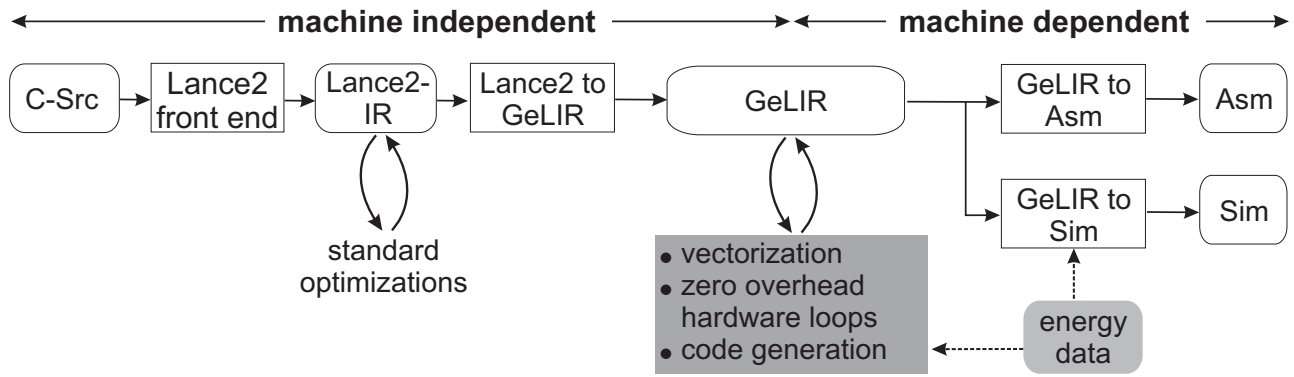 machine independent
machine dependent
C-Src
Lance2
front end
Lance2-
IR
Lance2 to
GeLIR
GeLIR
GeLIR to
Asm
Asm
GeLIR to
Sim
Sim
standard
optimizations
• vectorization
• zero overhead
hardware loops
• code generation
energy
data